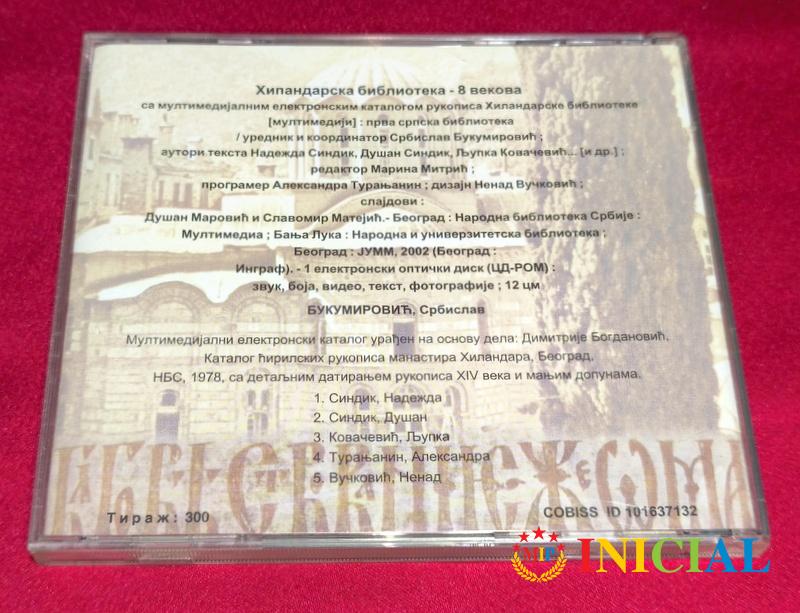 Хипандарска библиотека - 8 векова
са мултимедијалним електронским каталогом рукописа Хиландарске библиотеке
[мултимедији] : прва српска библиотека
/ уредник и координатор Србислав Букумировић ;
аутори текста Надежда Синдик, Душан Синдик, Љупка Ковачевић... [и др.] ;
редактор Марина Митрић ;
програмер Александра Турањанин ; дизајн Ненад Вучковић ;
слајдови :
Душан Маровић и Славомир Матејић.- Београд : Народна библиотека Србије :
Мултимедиа ; Бања Лука : Народна и универзитетска библиотека ;
Београд : ЈУММ, 2002 (Београд :
Инграф). - 1 електронски оптички диск (ЦД-РОМ) :
звук, боја, видео, текст, фотографије ; 12 цм
БУКУМИРОВИЋ, Србислав
Мултимедијални електронски каталог урађен на основу дела: Димитрије Богдановић,
Каталог ћирилских рукописа манастира Хиландара, Београд,
НБС, 1978, са детаљним датирањем рукописа XIV века и мањим допунама.
1. Синдик, Надежда
2. Синдик, Душан
3. Ковачевић, Љупка
4. Турањанин, Александра
5. Вучковић, Ненад
Тираж: 300
COBISS ID 101637132
MP INICIAL